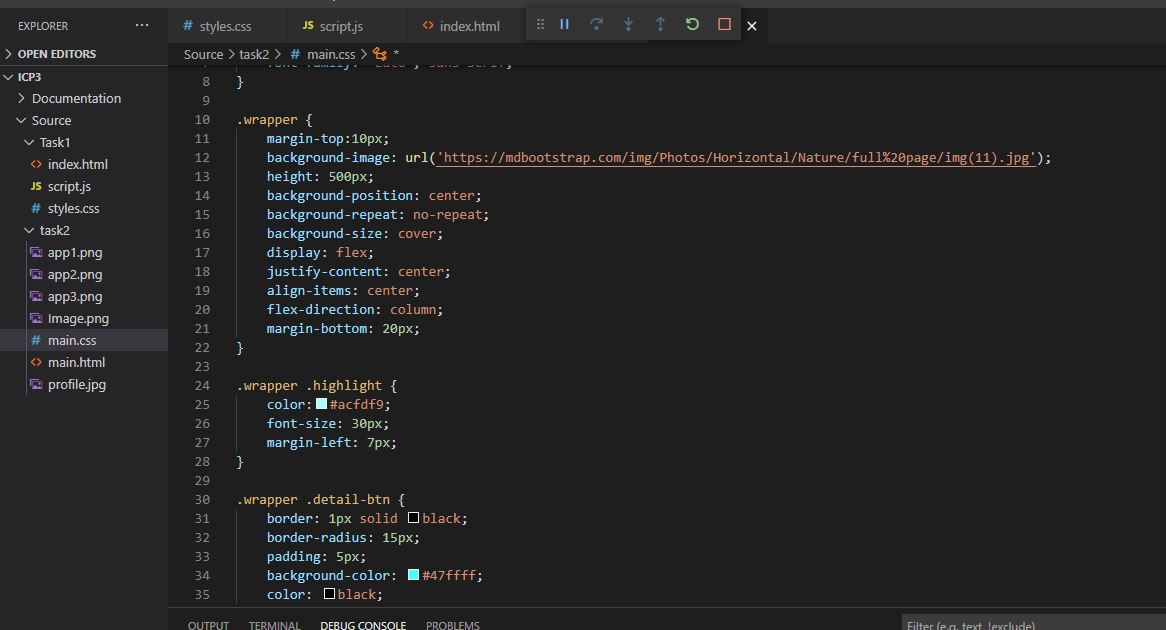 EXPLORER ...
OPEN EDITORS
ICP3
Documentation
Source
Task1
index.html
JS script.js
# styles.css
task2
app1.png
app2.png
app3.png
Image.png
# main.css
main.html
profile.jpg
# styles.css JS script.js index.html
Source > task2 > # main.css > *
8 }
9
10 .wrapper {
11 margin-top:10px;
12 background-image: url('https://mdbootstrap.com/img/Photos/Horizontal/Nature/full%20page/img(11).jpg');
13 height: 500px;
14 background-position: center;
15 background-repeat: no-repeat;
16 background-size: cover;
17 display: flex;
18 justify-content: center;
19 align-items: center;
20 flex-direction: column;
21 margin-bottom: 20px;
22 }
23
24 .wrapper .highlight {
25 color: #acfdf9;
26 font-size: 30px;
27 margin-left: 7px;
28 }
29
30 .wrapper .detail-btn {
31 border: 1px solid black;
32 border-radius: 15px;
33 padding: 5px;
34 background-color: #47ffff;
35 color: black;
OUTPUT TERMINAL DEBUG CONSOLE PROBLEMS
Filter (e.g. text, !exclude)